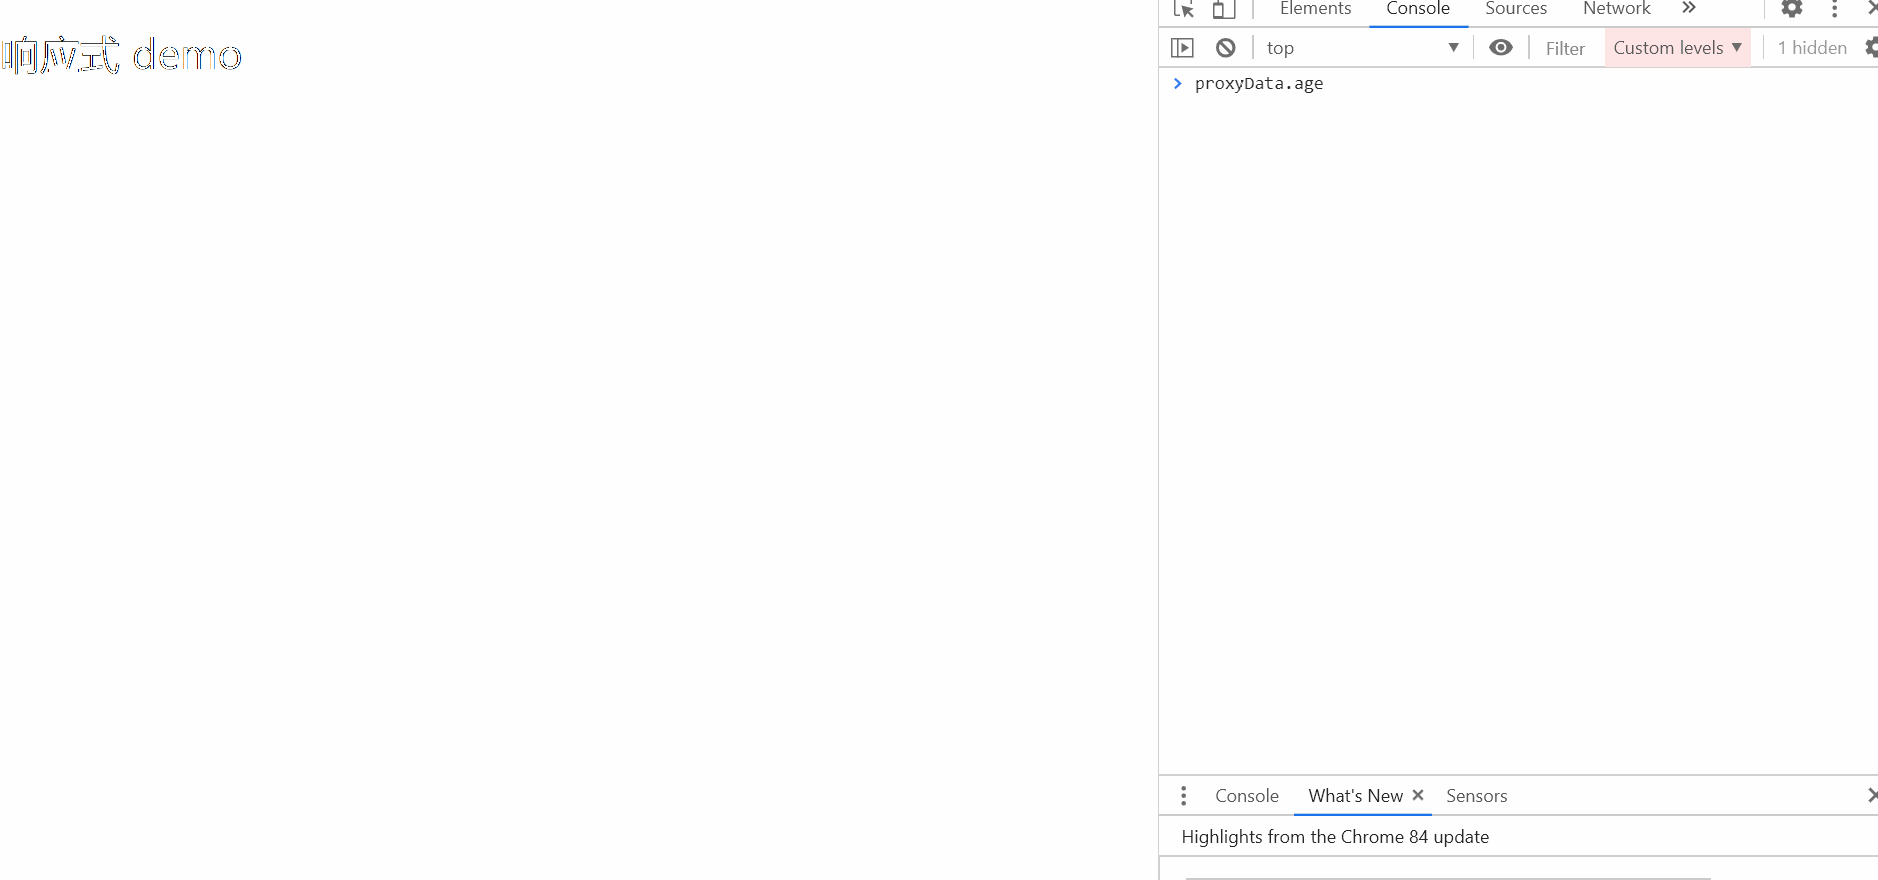 Elements Console Sources Network
响应式 demo
top Filter Custom levels 1 hidden
proxyData.age
Console What's New Sensors
Highlights from the Chrome 84 update